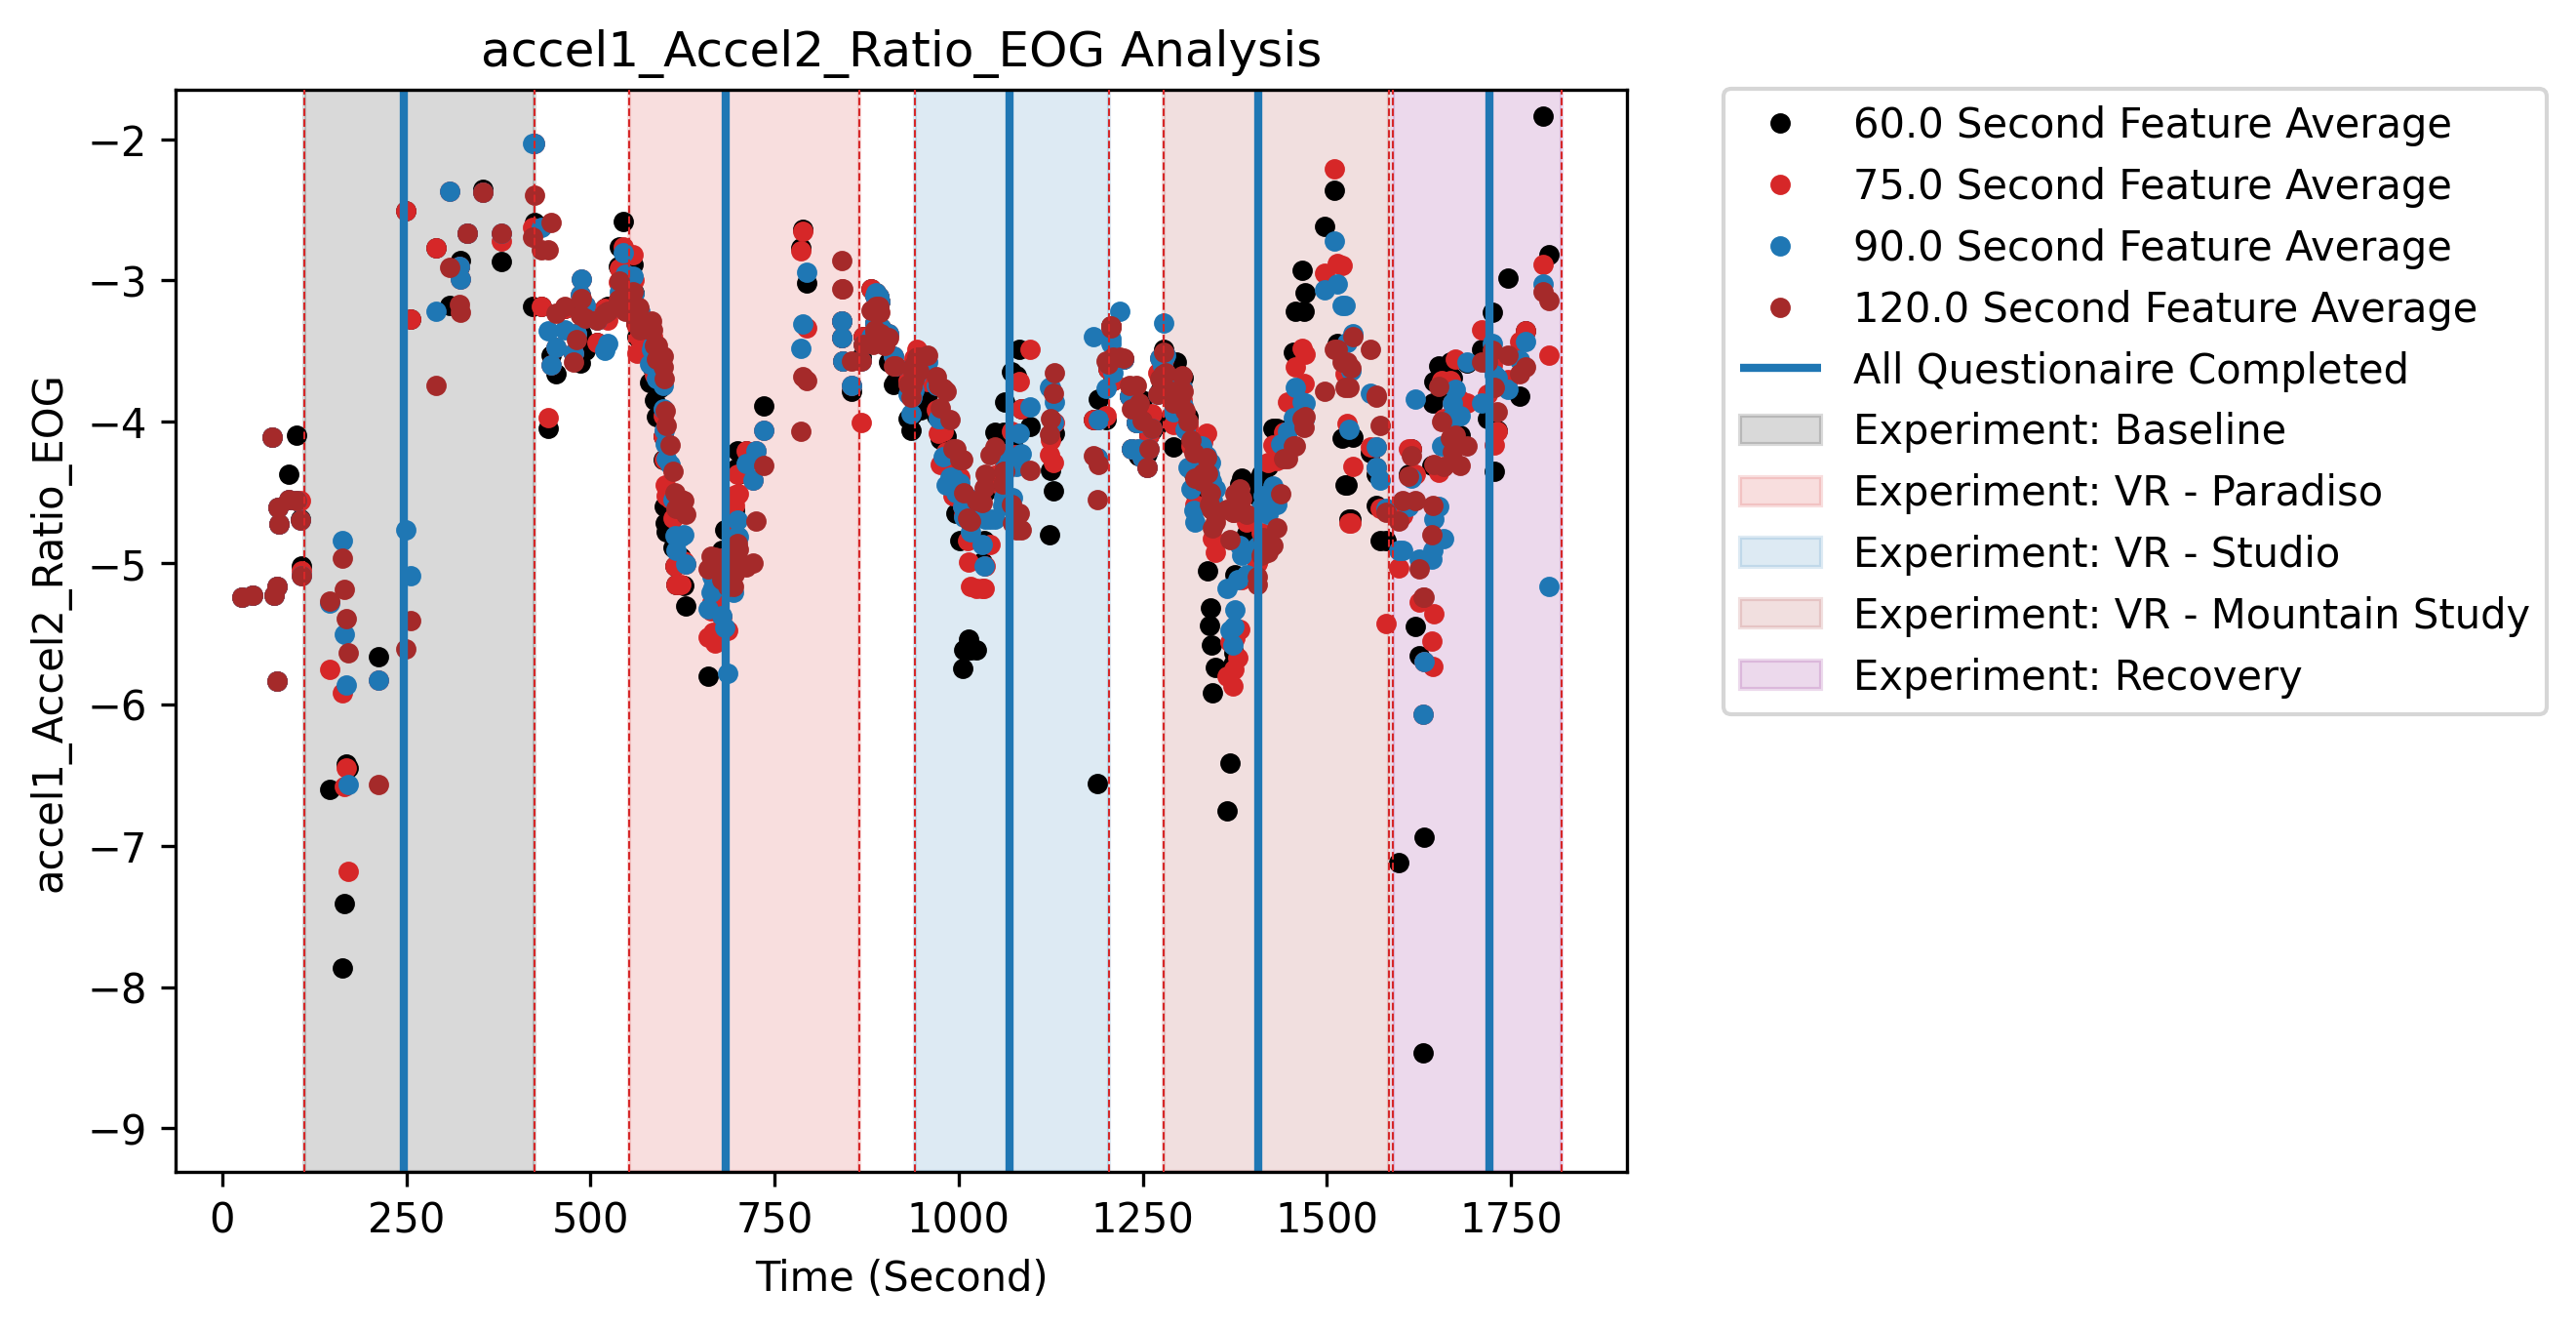 accel1_Accel2_Ratio_EOG Analysis
accel1_Accel2_Ratio_EOG
−2
−3
−4
−5
−6
−7
−8
−9
0 250 500 750 1000 1250 1500 1750
Time (Second)
60.0 Second Feature Average
75.0 Second Feature Average
90.0 Second Feature Average
120.0 Second Feature Average
All Questionaire Completed
Experiment: Baseline
Experiment: VR - Paradiso
Experiment: VR - Studio
Experiment: VR - Mountain Study
Experiment: Recovery